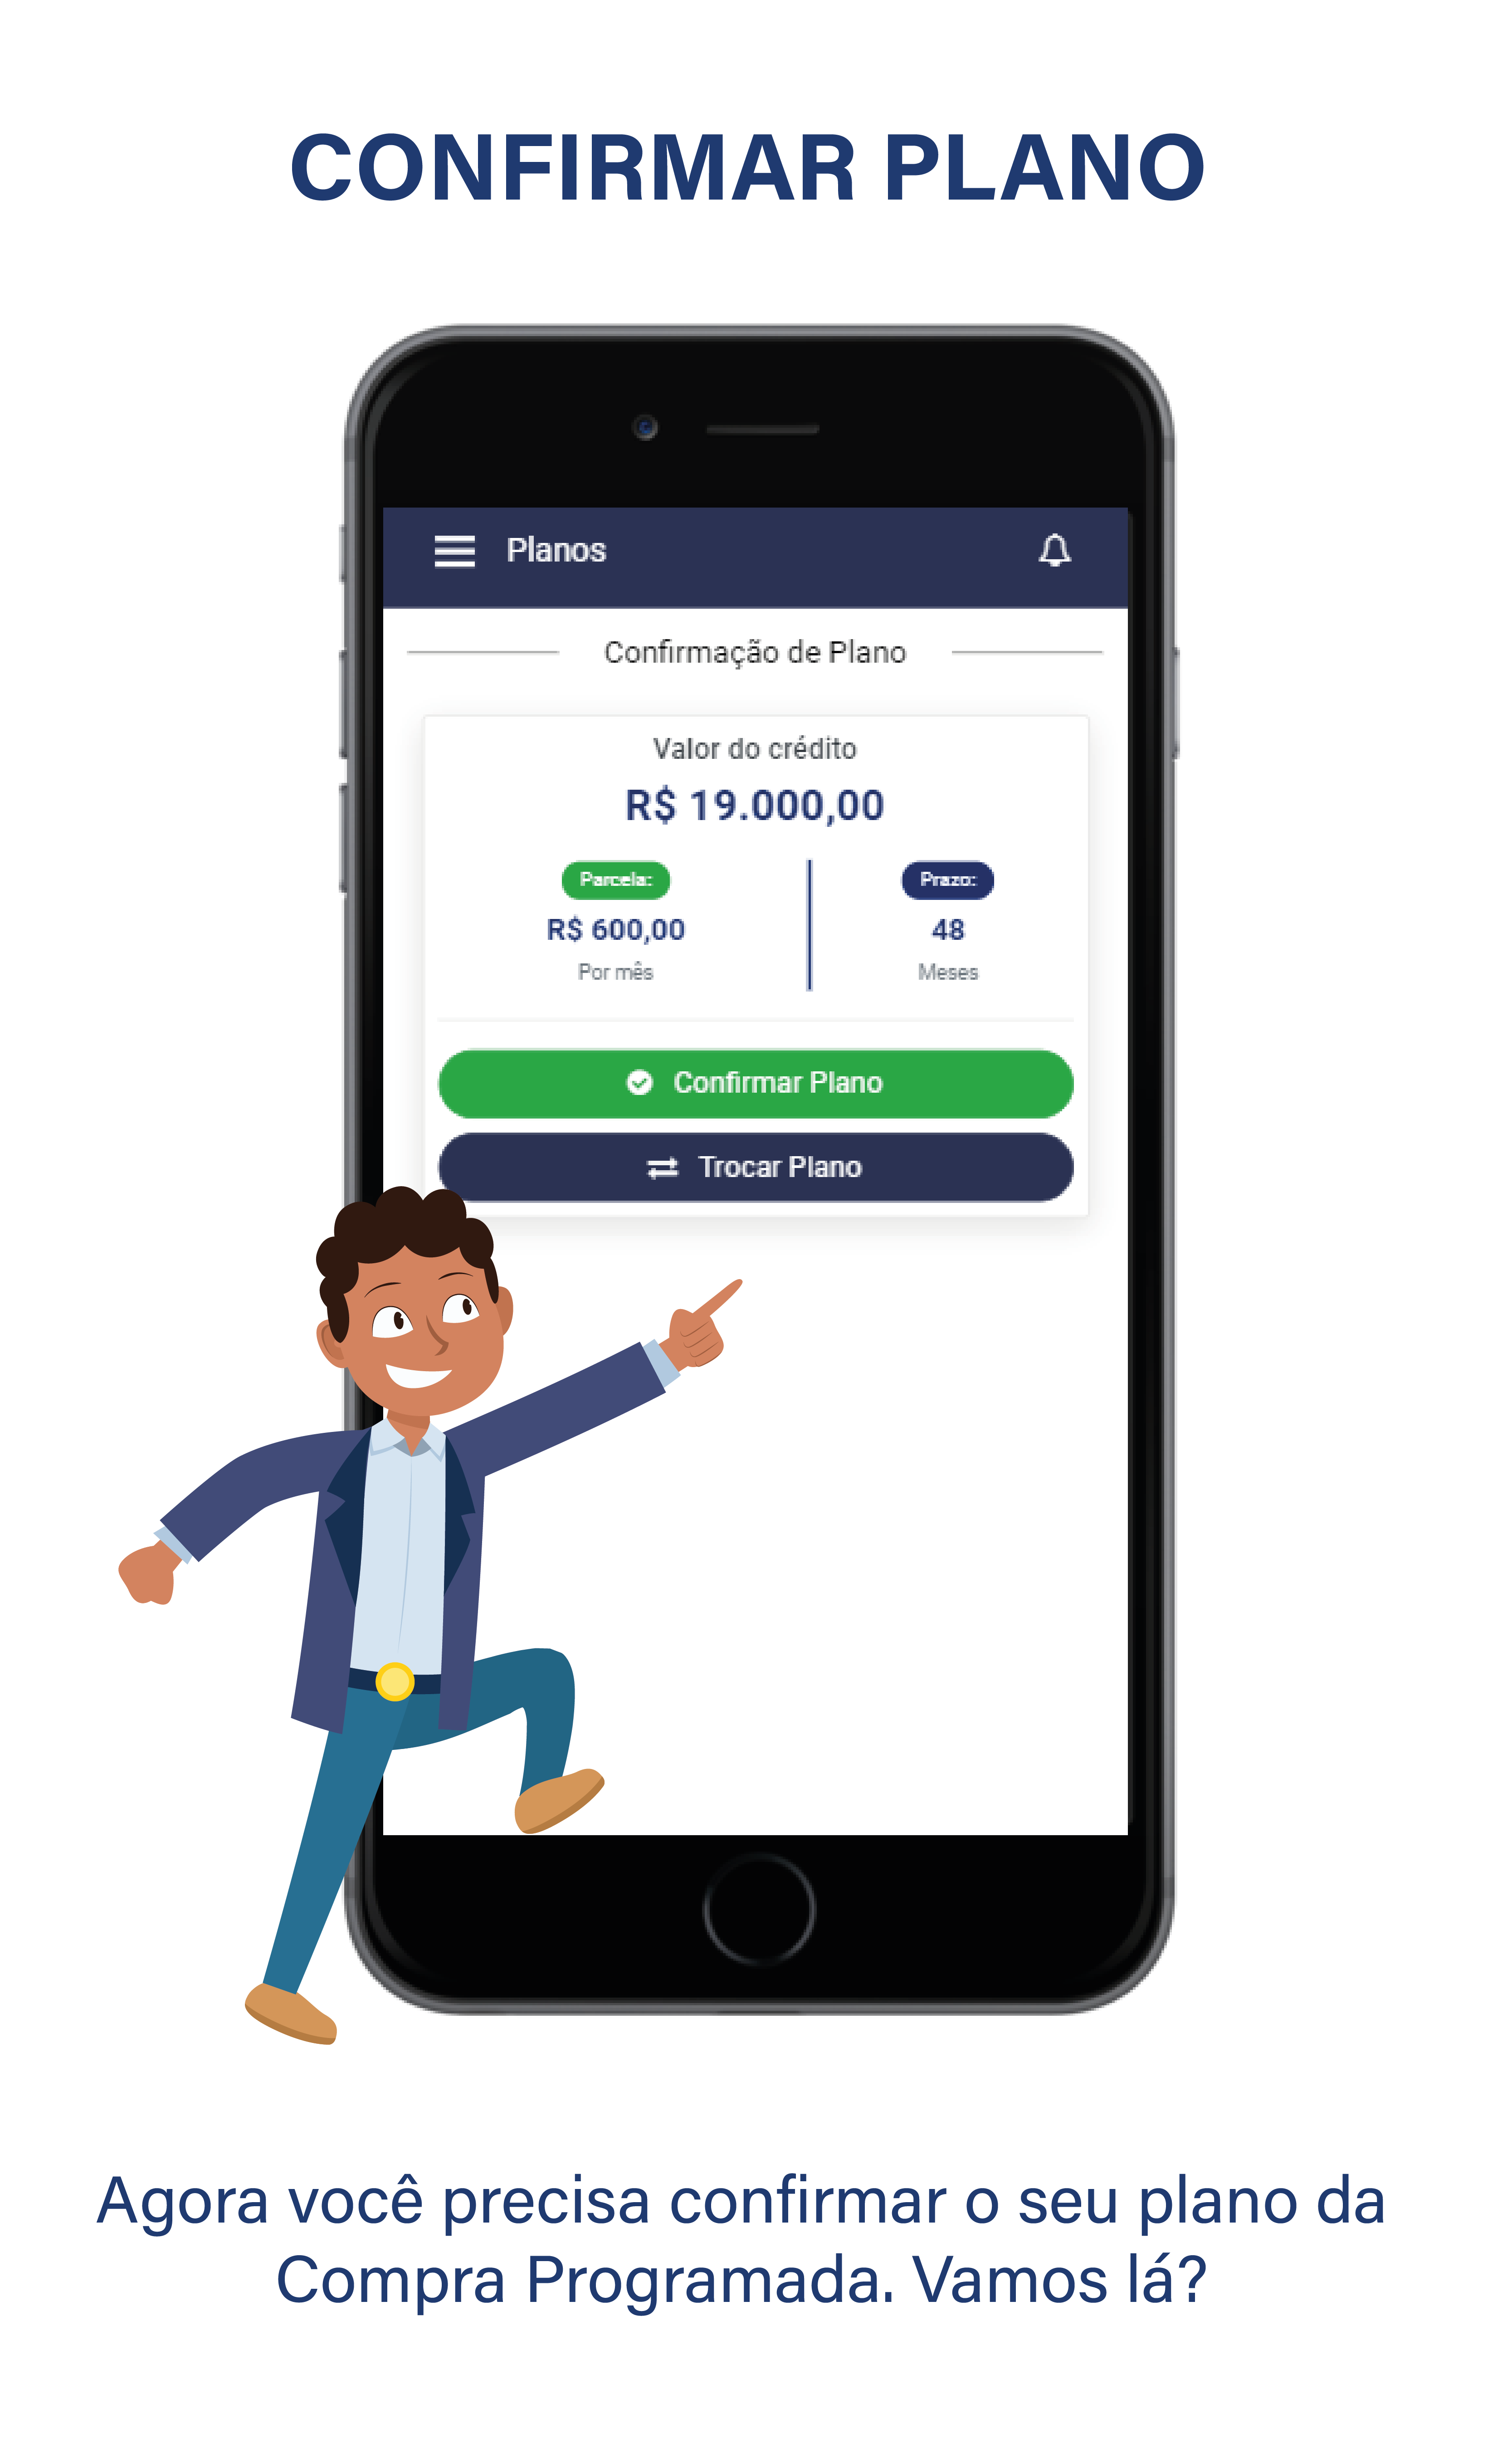 CONFIRMAR PLANO
Planos
Confirmação de Plano
Valor do crédito
R$ 19.000,00
Parcela:
R$ 600,00
Por mês
Prazo:
48
Meses
Confirmar Plano
Trocar Plano
Agora você precisa confirmar o seu plano da
Compra Programada. Vamos lá?